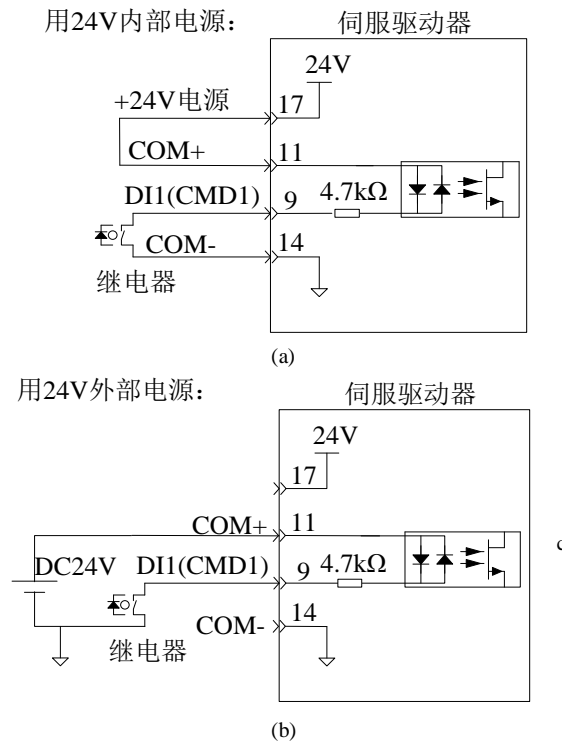 用24V内部电源：
伺服驱动器
24V
+24V电源
17
COM+
11
DI1(CMD1)
9
4.7kΩ
COM-
14
继电器
(a)
用24V外部电源：
伺服驱动器
24V
17
COM+
11
DC24V
DI1(CMD1)
9
4.7kΩ
c
COM-
14
继电器
(b)